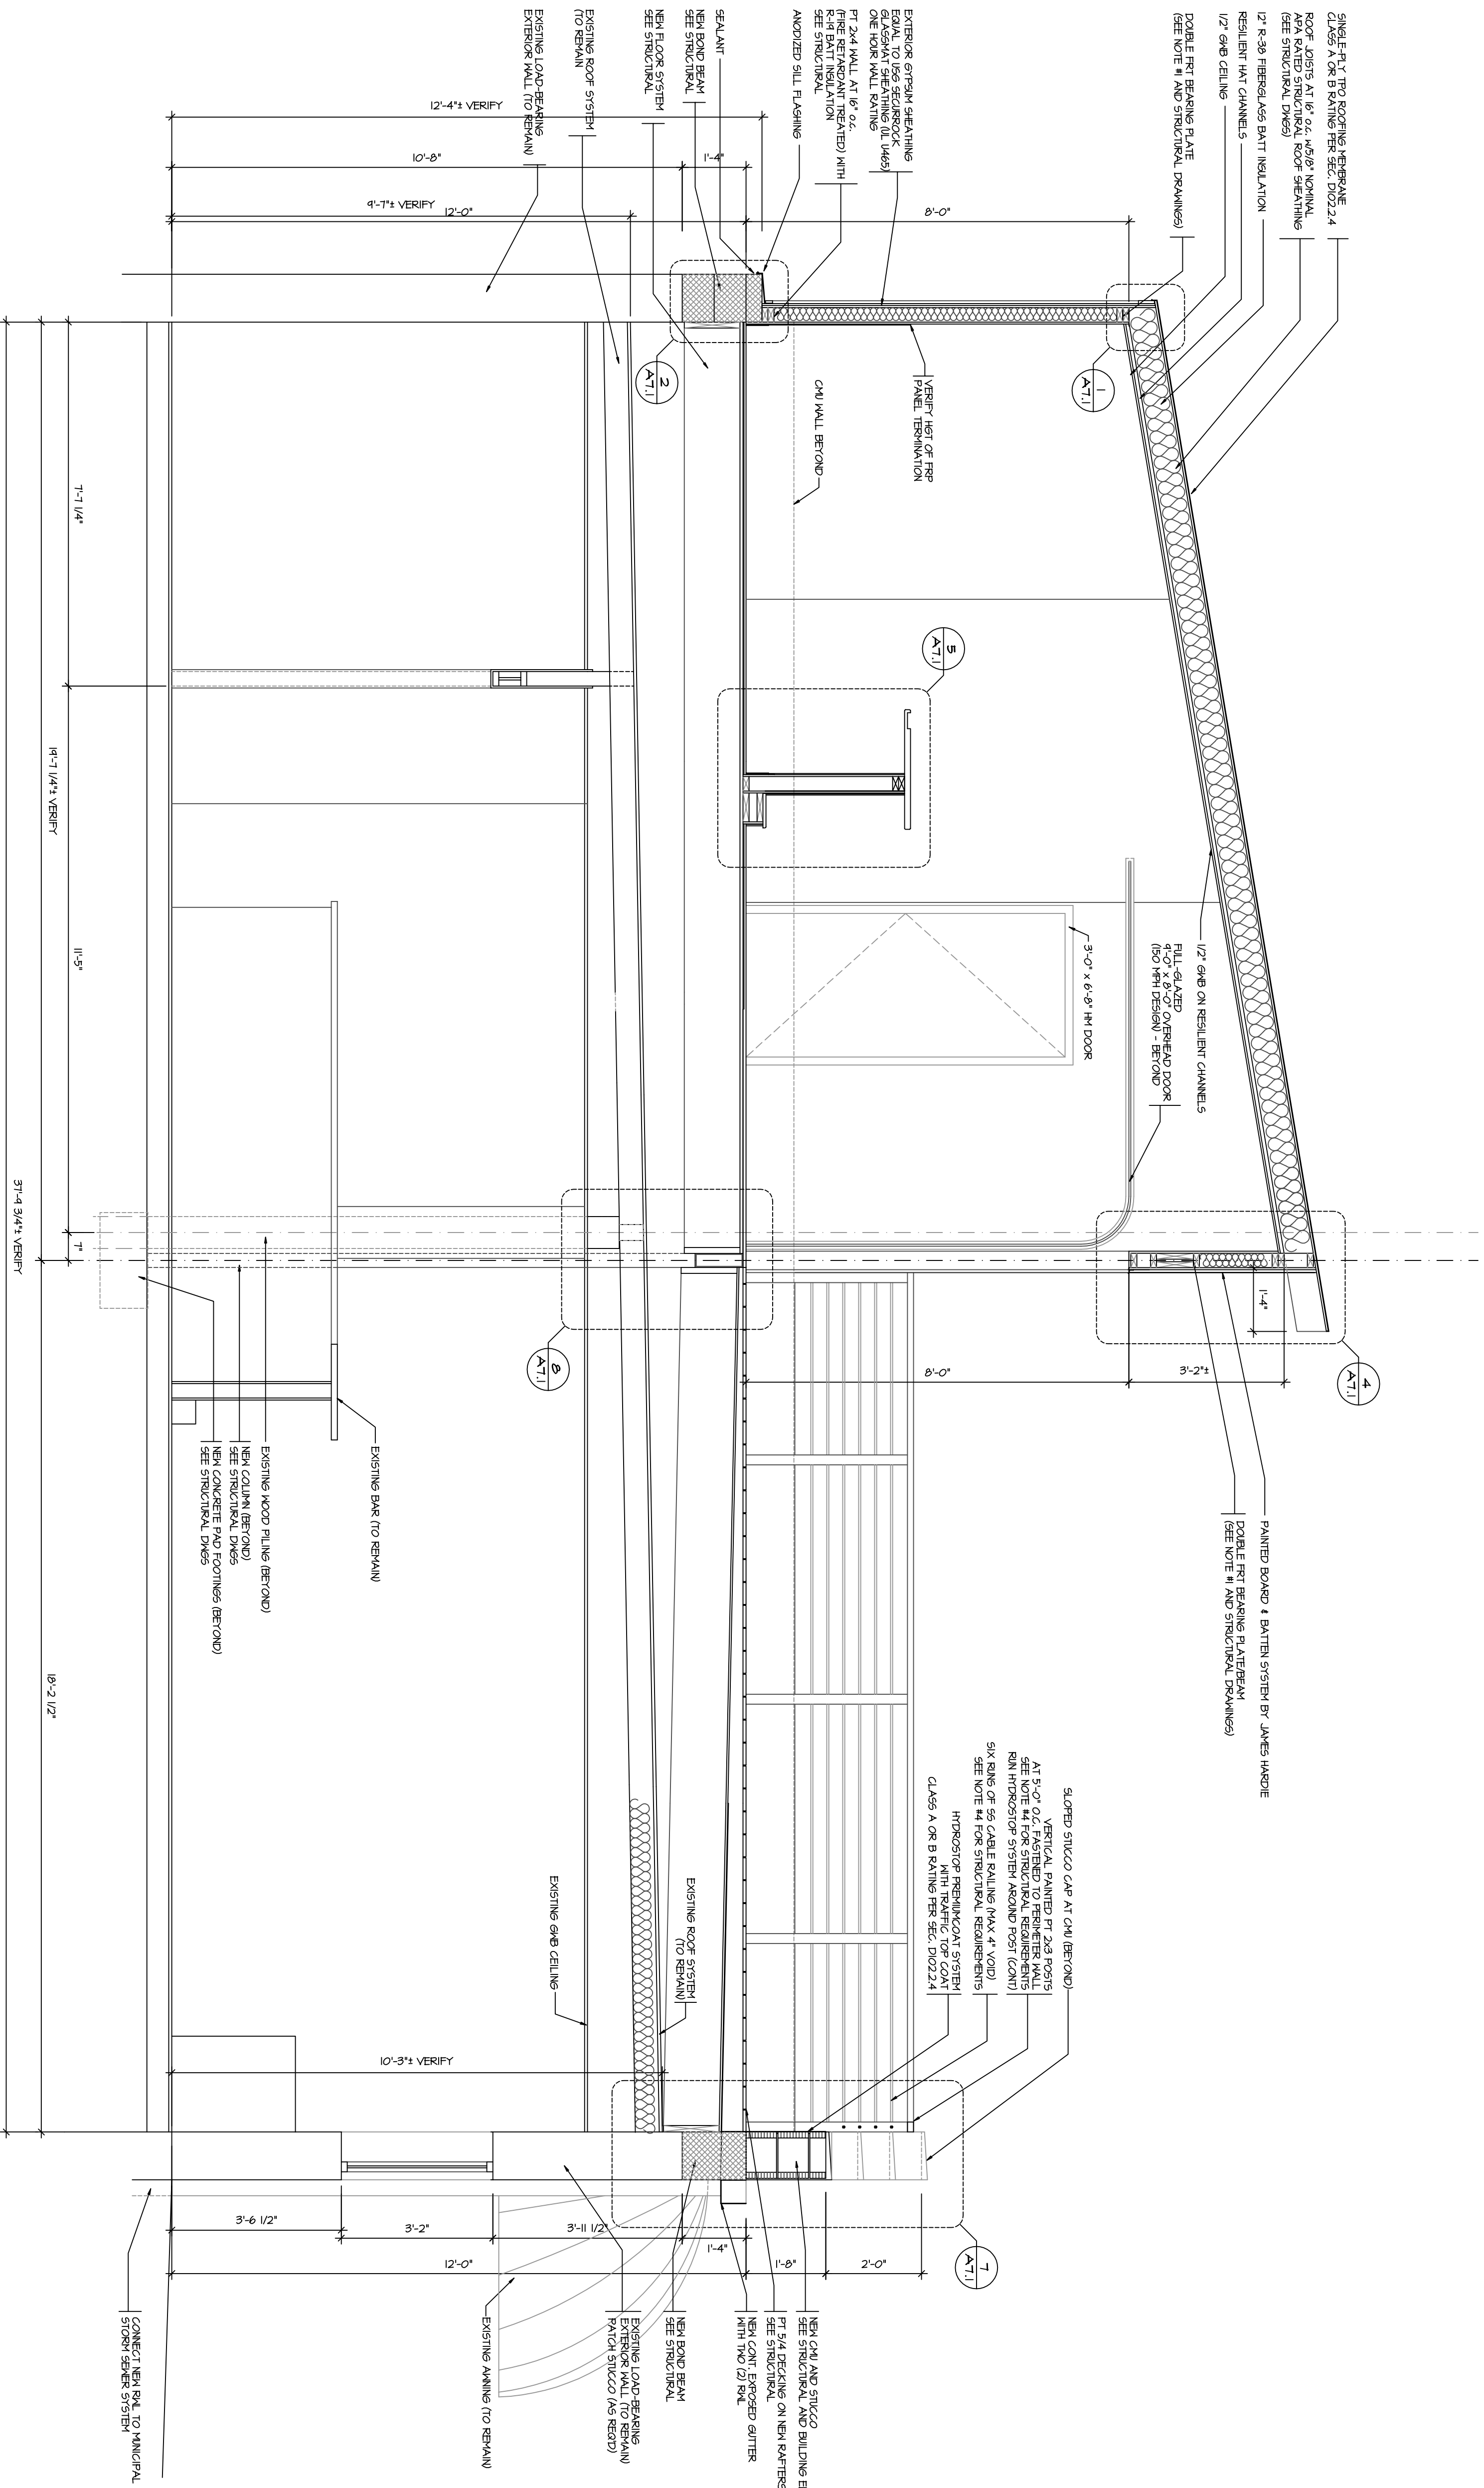 SINGLE-PLY TPO ROOFING MEMBRANE
CLASS A OR B RATING PER SEC. D102.2.4
ROOF JOISTS AT 16" o.c. W/5/8" NOMINAL
APA RATED STRUCTURAL ROOF SHEATHING
(SEE STRUCTURAL DWGS)
12" R-38 FIBERGLASS BATT INSULATION
RESILIENT HAT CHANNELS
1/2" GWB CEILING
DOUBLE FRT BEARING PLATE
(SEE NOTE #1 AND STRUCTURAL DRAWINGS)
EXTERIOR GYPSUM SHEATHING
EQUAL TO USG SECURROCK
GLASSMAT SHEATHING (UL U465)
ONE HOUR WALL RATING
PT 2x4 WALL AT 16" o.c.
(FIRE RETARDANT TREATED) WITH
R-19 BATT INSULATION
SEE STRUCTURAL
ANODIZED SILL FLASHING
SEALANT
NEW BOND BEAM
SEE STRUCTURAL
NEW FLOOR SYSTEM
SEE STRUCTURAL
EXISTING ROOF SYSTEM
(TO REMAIN)
EXISTING LOAD-BEARING
EXTERIOR WALL (TO REMAIN)
8'-0"
1'-4"
10'-8"
12'-4"± VERIFY
12'-0"
9'-7"± VERIFY
1
A7.1
2
A7.1
VERIFY HGT OF FRP
PANEL TERMINATION
CMU WALL BEYOND
5
A7.1
1/2" GWB ON RESILIENT CHANNELS
FULL-GLAZED
9'-0" x 8'-0" OVERHEAD DOOR
(150 MPH DESIGN) - BEYOND
3'-0" x 6'-8" HM DOOR
7'-7 1/4"
11'-5"
7"
19'-7 1/4"± VERIFY
18'-2 1/2"
37'-9 3/4"± VERIFY
1'-4"
4
A7.1
3'-2"±
8'-0"
8
A7.1
PAINTED BOARD & BATTEN SYSTEM BY JAMES HARDIE
DOUBLE FRT BEARING PLATE/BEAM
(SEE NOTE #1 AND STRUCTURAL DRAWINGS)
EXISTING BAR (TO REMAIN)
EXISTING WOOD PILING (BEYOND)
NEW COLUMN (BEYOND)
SEE STRUCTURAL DWGS
NEW CONCRETE PAD FOOTINGS (BEYOND)
SEE STRUCTURAL DWGS
SLOPED STUCCO CAP AT CMU (BEYOND)
VERTICAL PAINTED PT 2x3 POSTS
AT 5'-0" O.C. FASTENED TO PERIMETER WALL
SEE NOTE #4 FOR STRUCTURAL REQUIREMENTS
RUN HYDROSTOP SYSTEM AROUND POST (CONT)
SIX RUNS OF SS CABLE RAILING (MAX 4" VOID)
SEE NOTE #4 FOR STRUCTURAL REQUIREMENTS
HYDROSTOP PREMIUMCOAT SYSTEM
WITH TRAFFIC TOP COAT
CLASS A OR B RATING PER SEC. D102.2.4
EXISTING ROOF SYSTEM
(TO REMAIN)
EXISTING GWB CEILING
10'-3"± VERIFY
7
A7.1
2'-0"
1'-8"
1'-4"
12'-0"
3'-11 1/2"
3'-2"
3'-6 1/2"
NEW CMU AND STUCCO
SEE STRUCTURAL AND BUILDING
PT 5/4 DECKING ON NEW RAFTERS
SEE STRUCTURAL
NEW CONT. EXPOSED GUTTER
WITH TWO (2) RWL
NEW BOND BEAM
SEE STRUCTURAL
EXISTING LOAD-BEARING
EXTERIOR WALL (TO REMAIN)
PATCH STUCCO (AS REQ'D)
EXISTING AWNING (TO REMAIN)
CONNECT NEW RWL TO MUNICIPAL
STORM SEWER SYSTEM